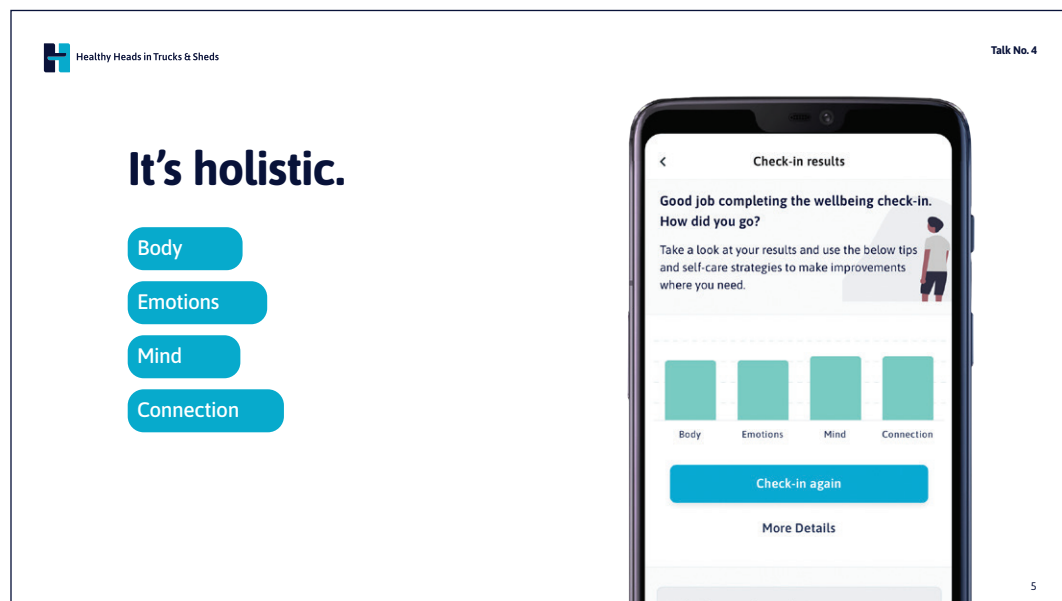 Healthy Heads in Trucks & Sheds
Talk No. 4
It's holistic.
Body
Emotions
Mind
Connection
Check-in results
Good job completing the wellbeing check-in.
How did you go?
Take a look at your results and use the below tips
and self-care strategies to make improvements
where you need.
Body Emotions Mind Connection
Check-in again
More Details
5